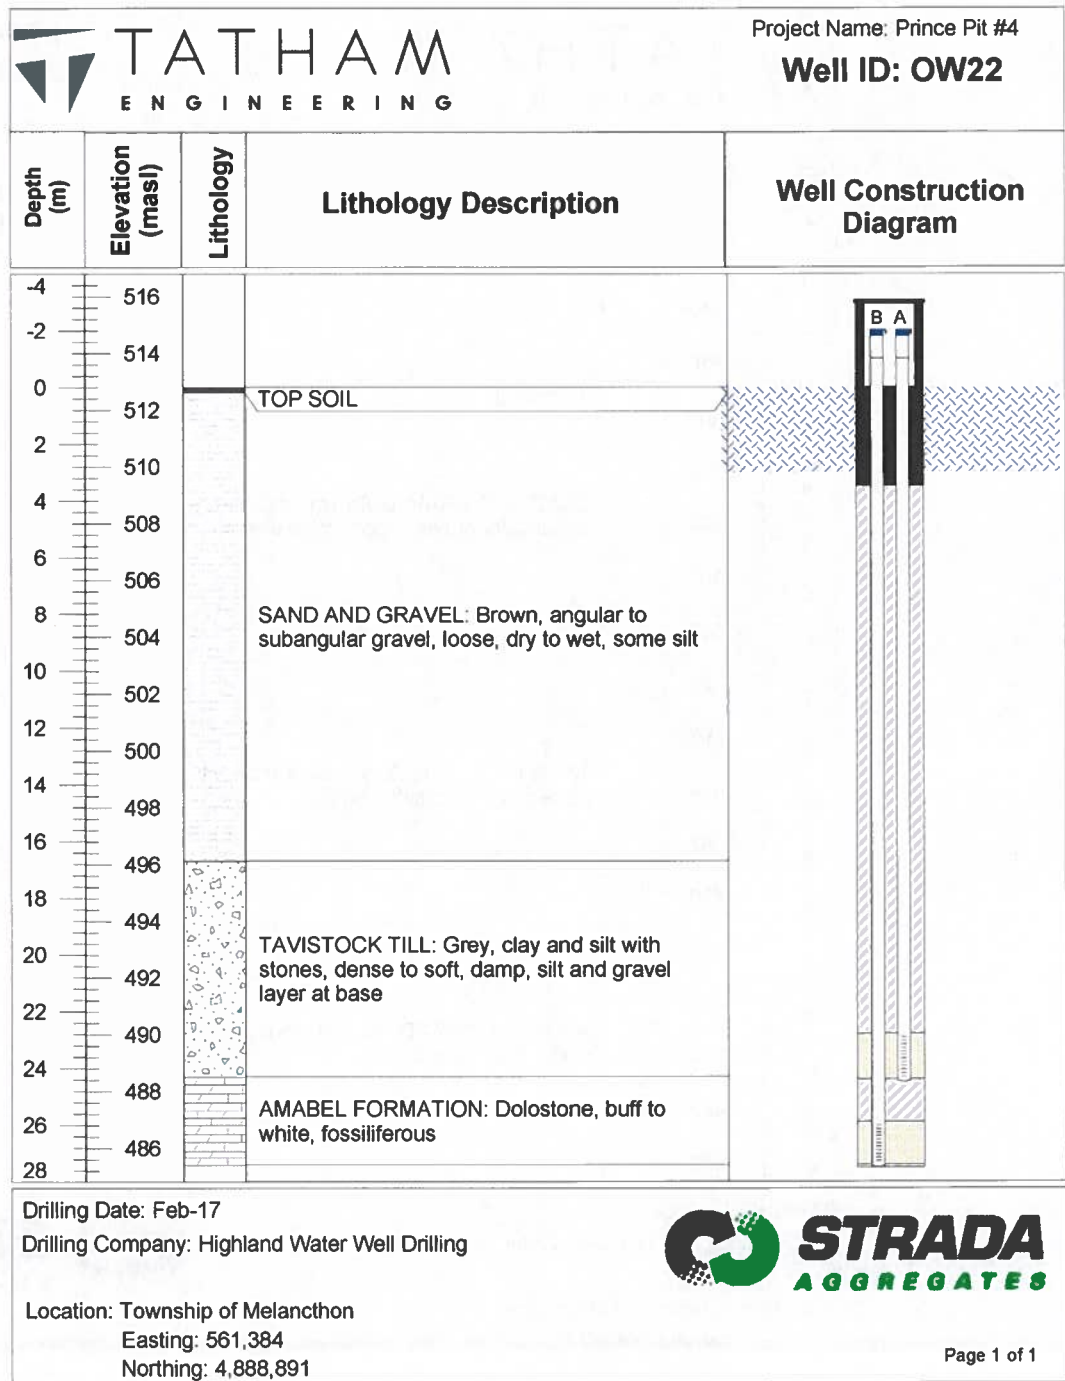 TATHAM
ENGINEERING
Project Name: Prince Pit #4
Well ID: OW22
Depth
(m)
Elevation
(masl)
Lithology
Lithology Description
Well Construction
Diagram
-4
-2
0
2
4
6
8
10
12
14
16
18
20
22
24
26
28
516
514
512
510
508
506
504
502
500
498
496
494
492
490
488
486
TOP SOIL
SAND AND GRAVEL: Brown, angular to
subangular gravel, loose, dry to wet, some silt
TAVISTOCK TILL: Grey, clay and silt with
stones, dense to soft, damp, silt and gravel
layer at base
AMABEL FORMATION: Dolostone, buff to
white, fossiliferous
B A
Drilling Date: Feb-17
Drilling Company: Highland Water Well Drilling
Location: Township of Melancthon
Easting: 561,384
Northing: 4,888,891
STRADA
AGGREGATES
Page 1 of 1